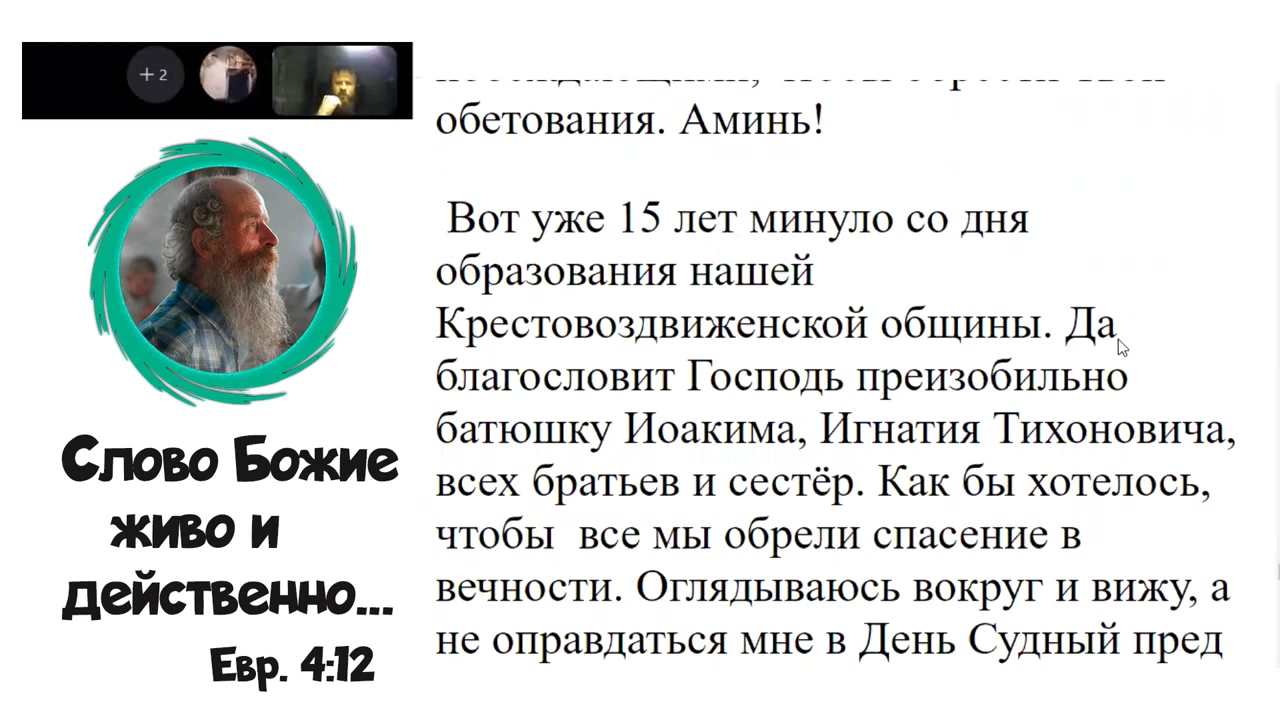 + 2
обетования. Аминь!
Вот уже 15 лет минуло со дня
образования нашей
Крестовоздвиженской общины. Да
благословит Господь преизобильно
батюшку Иоакима, Игнатия Тихоновича,
всех братьев и сестёр. Как бы хотелось,
чтобы все мы обрели спасение в
вечности. Оглядываюсь вокруг и вижу, а
не оправдаться мне в День Судный пред
Слово Божие
живо и
действенно...
Евр. 4:12